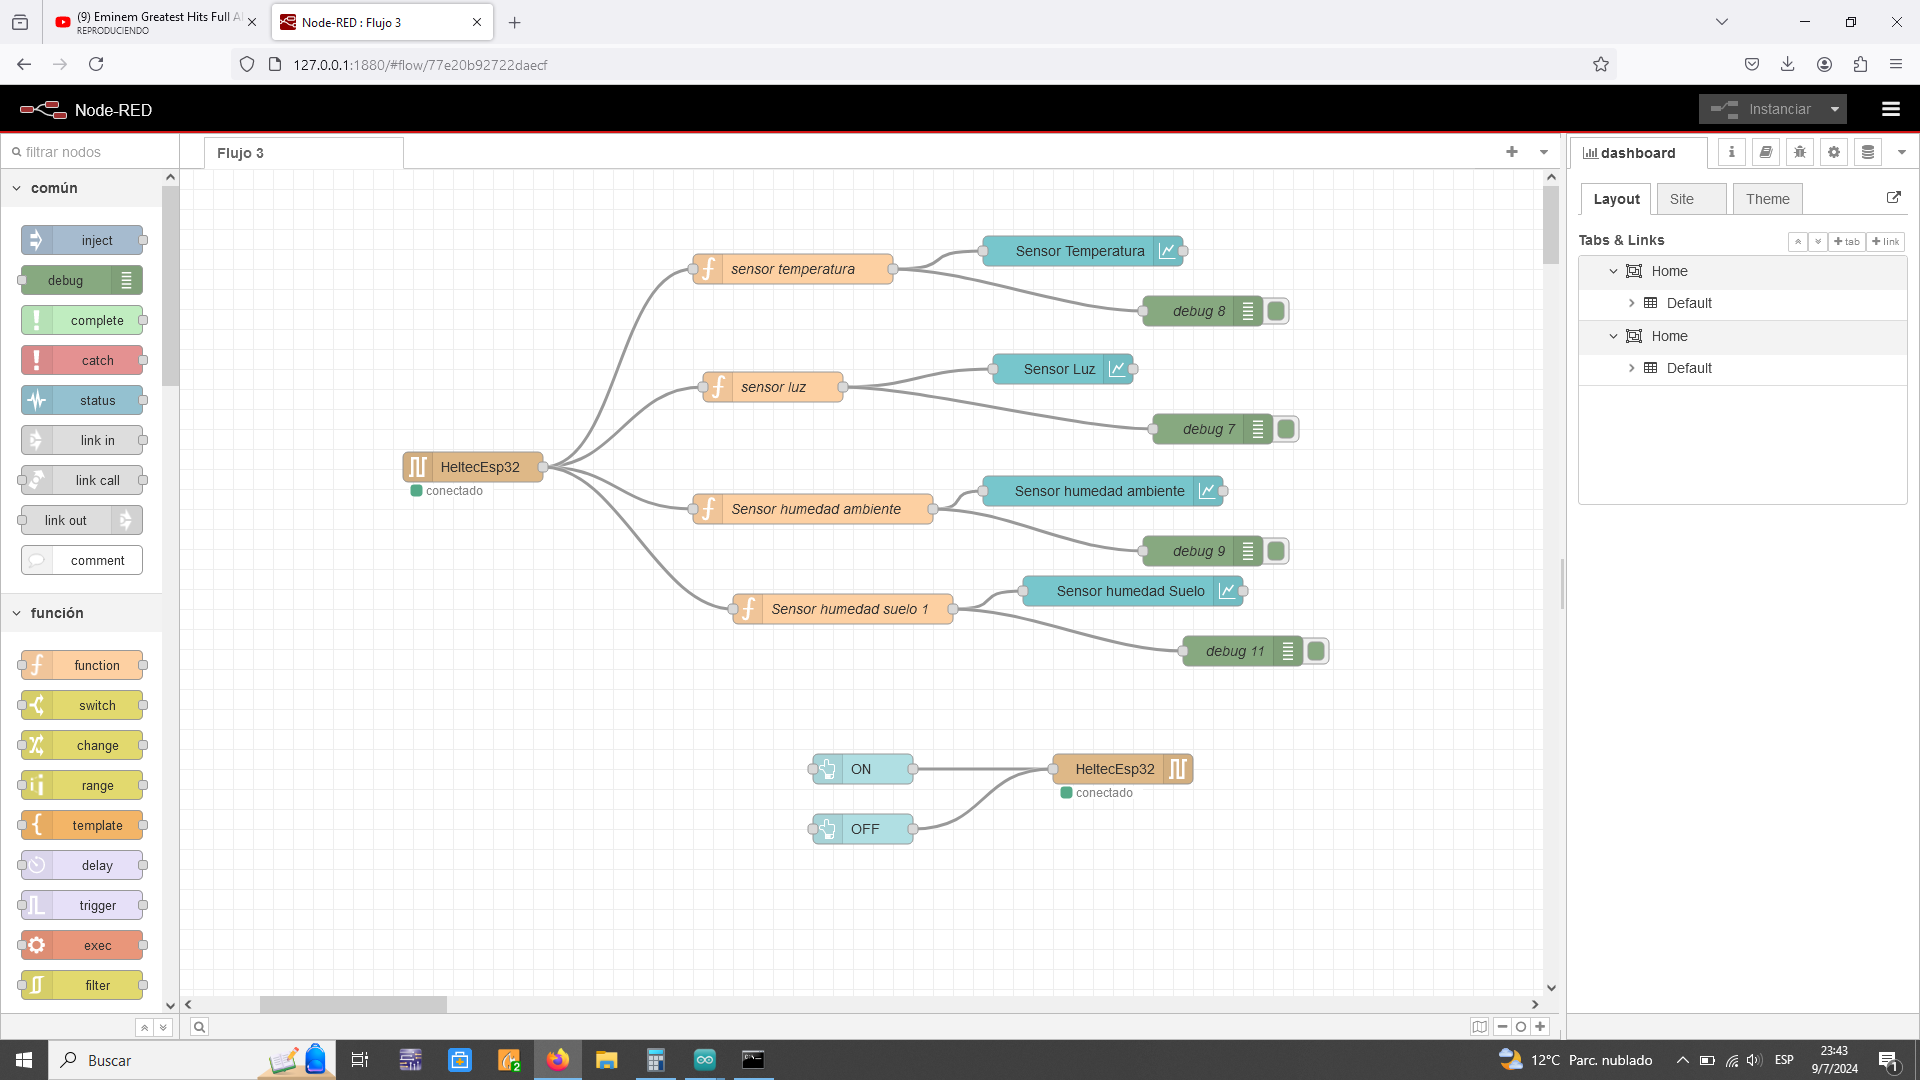 (9) Eminem Greatest Hits Full Al
REPRODUCIENDO
Node-RED : Flujo 3
127.0.0.1:1880/#flow/77e20b92722daecf
Node-RED
Instanciar
filtrar nodos
Flujo 3
dashboard
común
inject
debug
complete
catch
status
link in
link call
link out
comment
función
function
switch
change
range
template
delay
trigger
exec
filter
sensor temperatura
Sensor Temperatura
debug 8
sensor luz
Sensor Luz
debug 7
HeltecEsp32
conectado
Sensor humedad ambiente
Sensor humedad ambiente
debug 9
Sensor humedad suelo 1
Sensor humedad Suelo
debug 11
ON
HeltecEsp32
conectado
OFF
Layout
Site
Theme
Tabs & Links
tab
link
Home
Default
Home
Default
Buscar
2
12°C Parc. nublado
ESP
23:43
9/7/2024
1